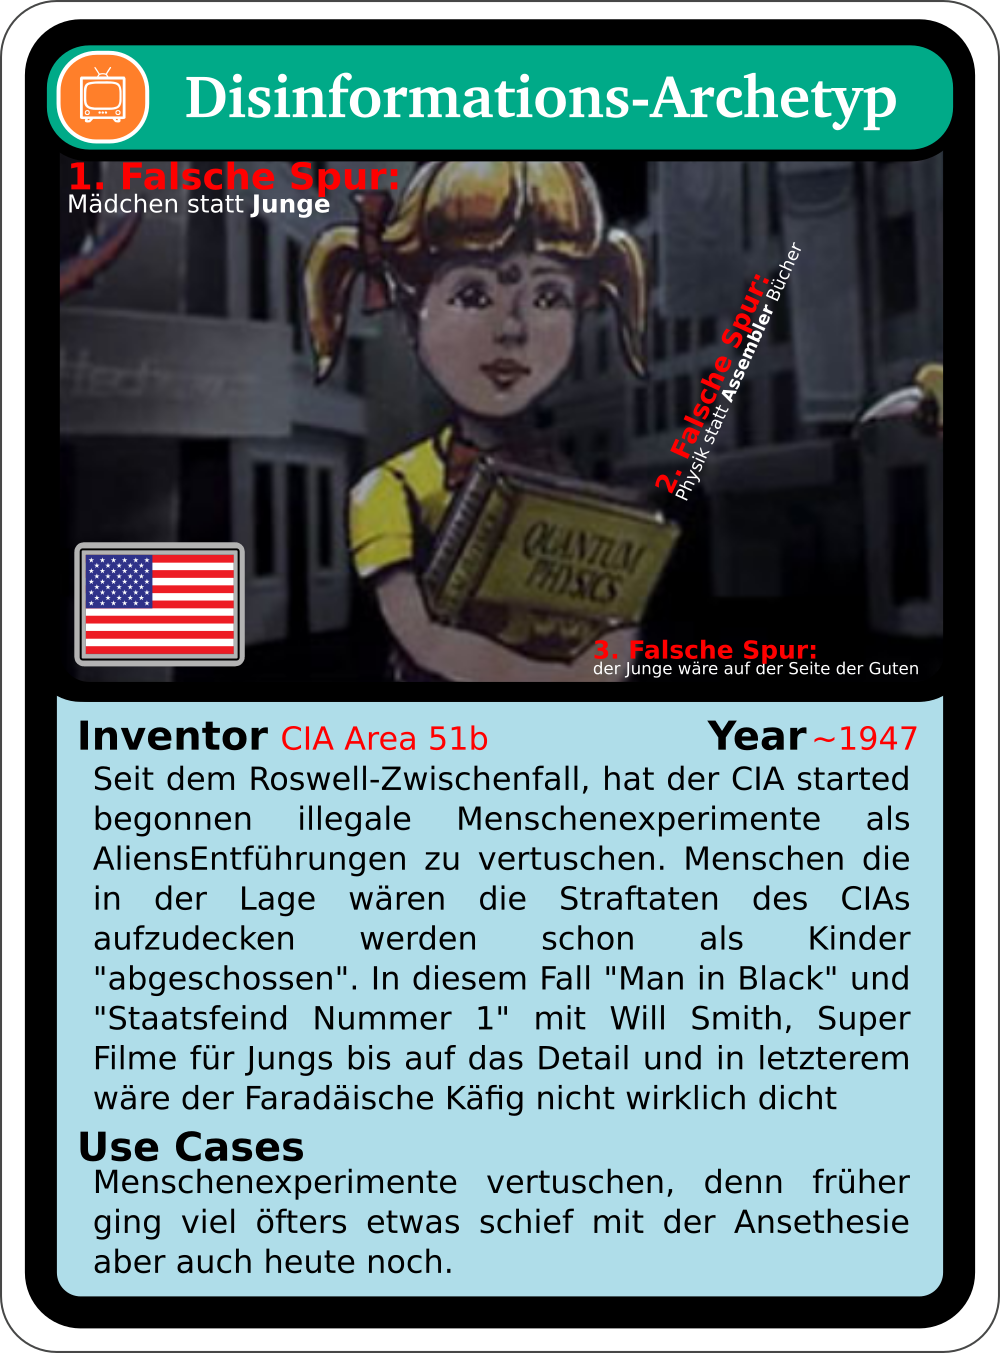 Disinformations-Archetyp
1. Falsche Spur:
Mädchen statt Junge
2. Falsche Spur:
Physik statt Assembler Bücher
QUANTUM
PHYSICS
3. Falsche Spur:
der Junge wäre auf der Seite der Guten
Inventor CIA Area 51b Year ~1947
Seit dem Roswell-Zwischenfall, hat der CIA started
begonnen illegale Menschenexperimente als
AliensEntführungen zu vertuschen. Menschen die
in der Lage wären die Straftaten des CIAs
aufzudecken werden schon als Kinder
"abgeschossen". In diesem Fall "Man in Black" und
"Staatsfeind Nummer 1" mit Will Smith, Super
Filme für Jungs bis auf das Detail und in letzterem
wäre der Faradäische Käfig nicht wirklich dicht
Use Cases
Menschenexperimente vertuschen, denn früher
ging viel öfters etwas schief mit der Ansethesie
aber auch heute noch.